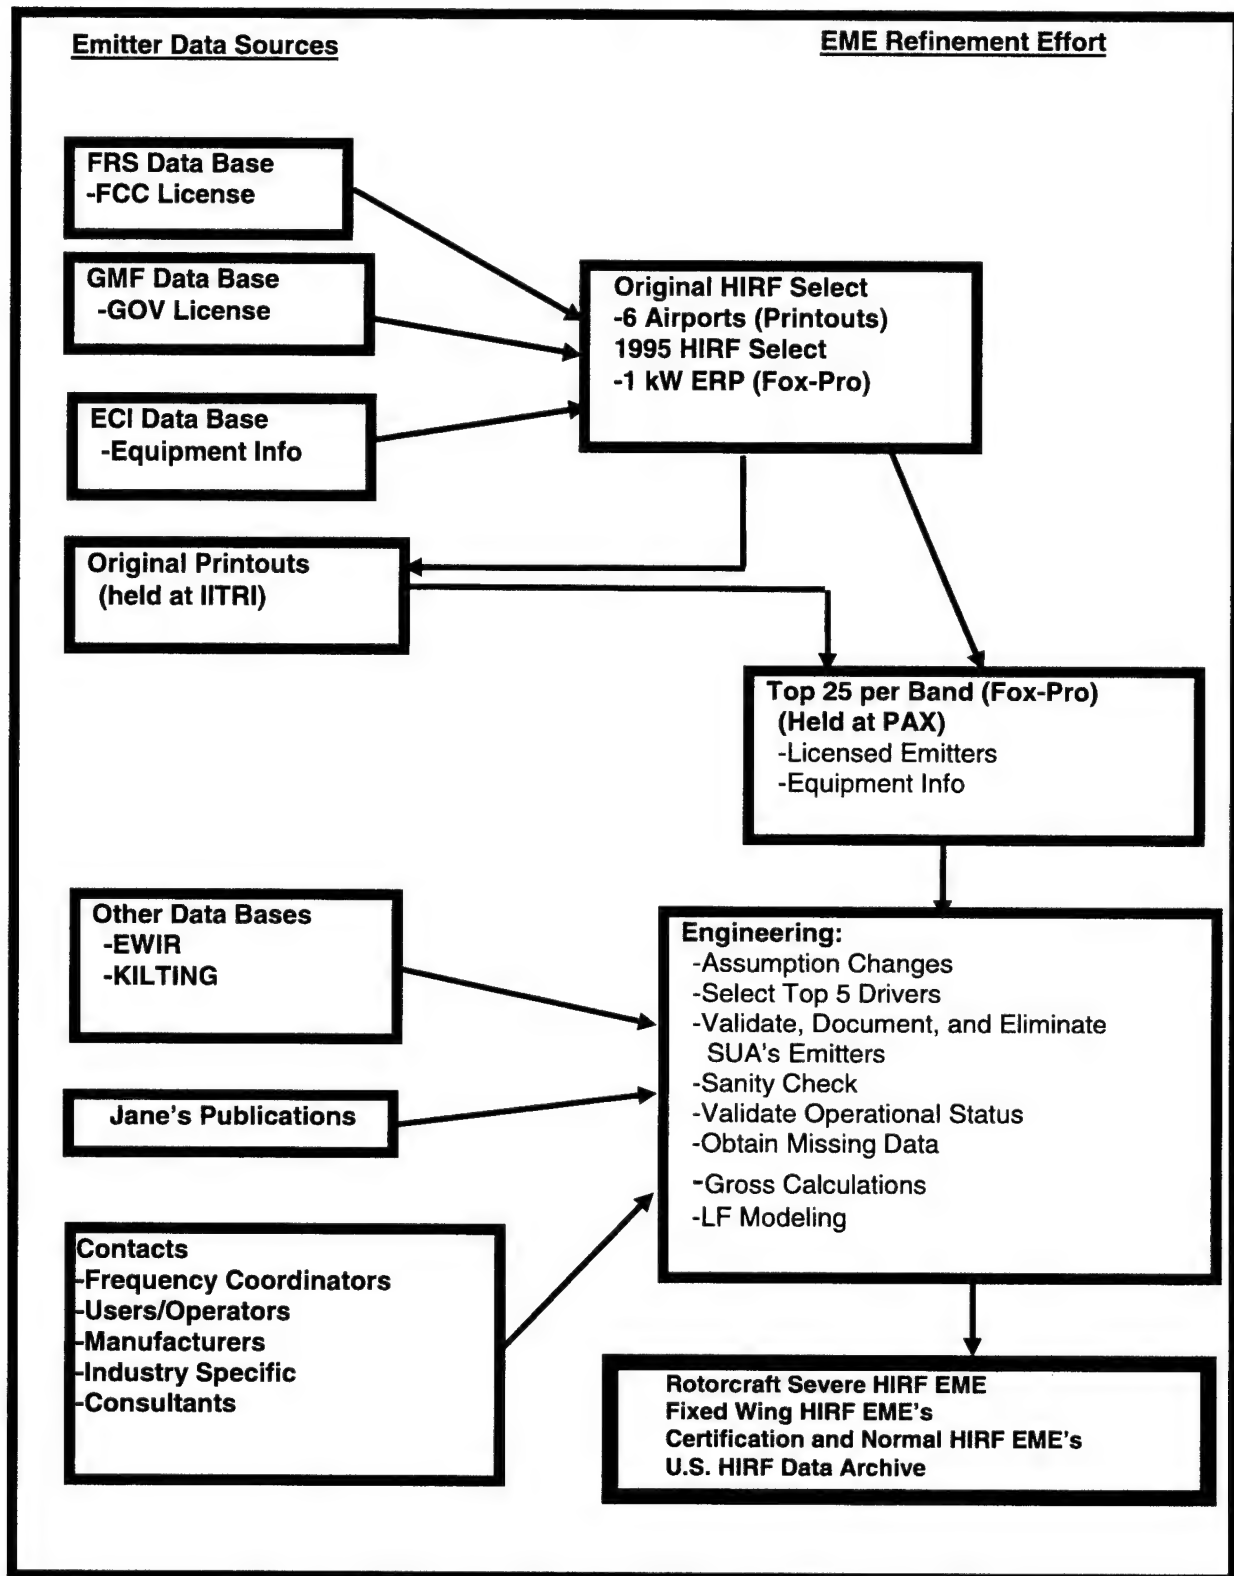 Emitter Data Sources
EME Refinement Effort
FRS Data Base
-FCC License
GMF Data Base
-GOV License
ECI Data Base
-Equipment Info
Original HIRF Select
-6 Airports (Printouts)
1995 HIRF Select
-1 kW ERP (Fox-Pro)
Original Printouts
(held at IITRI)
Top 25 per Band (Fox-Pro)
(Held at PAX)
-Licensed Emitters
-Equipment Info
Other Data Bases
-EWIR
-KILTING
Jane's Publications
Contacts
-Frequency Coordinators
-Users/Operators
-Manufacturers
-Industry Specific
-Consultants
Engineering:
-Assumption Changes
-Select Top 5 Drivers
-Validate, Document, and Eliminate
SUA's Emitters
-Sanity Check
-Validate Operational Status
-Obtain Missing Data
-Gross Calculations
-LF Modeling
Rotorcraft Severe HIRF EME
Fixed Wing HIRF EME's
Certification and Normal HIRF EME's
U.S. HIRF Data Archive